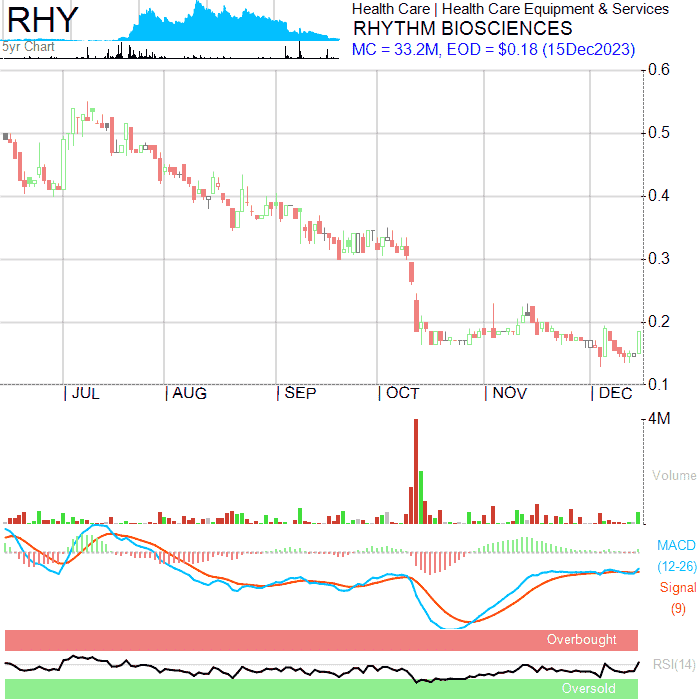 RHY
5yr Chart
Health Care | Health Care Equipment & Services
RHYTHM BIOSCIENCES
MC = 33.2M, EOD = $0.18 (15Dec2023)
0.6
0.5
0.4
0.3
0.2
0.1
| JUL | AUG | SEP | OCT | NOV | DEC
4M
Volume
MACD
(12-26)
Signal
(9)
Overbought
RSI(14)
Oversold